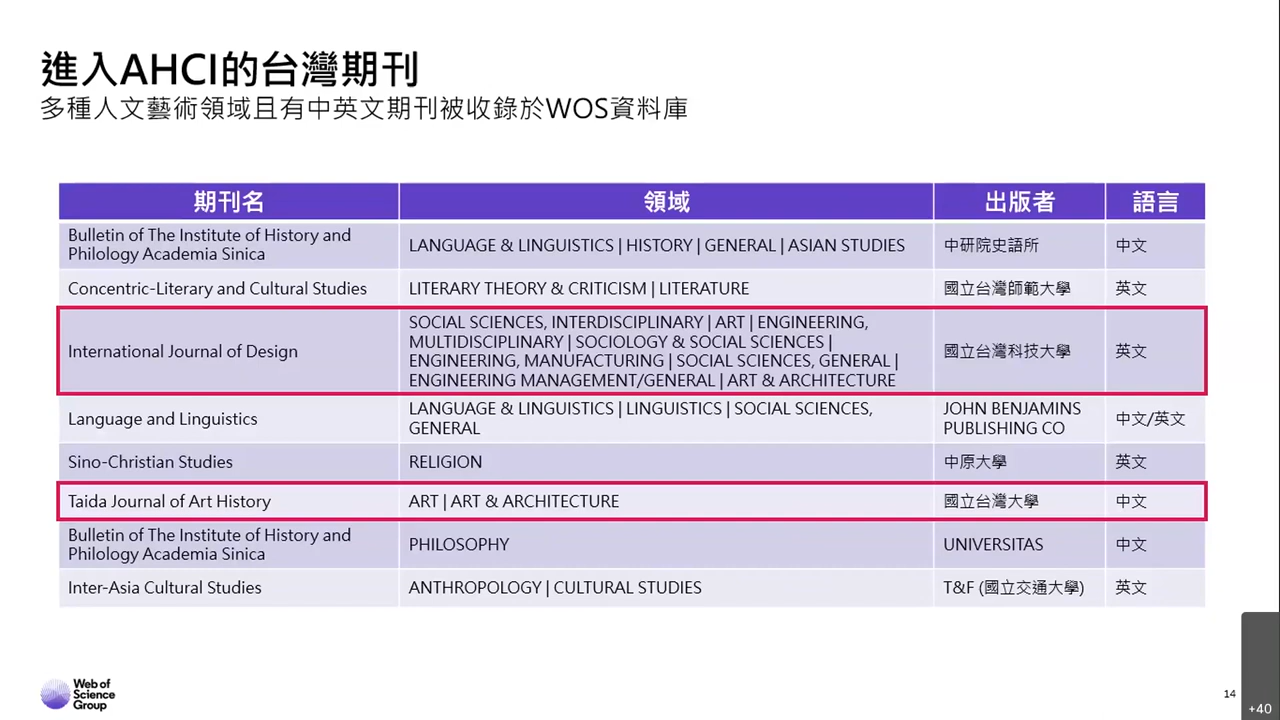 進入AHCI的台灣期刊
多種人文藝術領域且有中英文期刊被收錄於WOS資料庫
期刊名 領域 出版者 語言
Bulletin of The Institute of History and
Philology Academia Sinica
LANGUAGE & LINGUISTICS | HISTORY | GENERAL | ASIAN STUDIES
中研院史語所
中文
Concentric-Literary and Cultural Studies
LITERARY THEORY & CRITICISM | LITERATURE
國立台灣師範大學
英文
International Journal of Design
SOCIAL SCIENCES, INTERDISCIPLINARY | ART | ENGINEERING,
MULTIDISCIPLINARY | SOCIOLOGY & SOCIAL SCIENCES |
ENGINEERING, MANUFACTURING | SOCIAL SCIENCES, GENERAL |
ENGINEERING MANAGEMENT/GENERAL | ART & ARCHITECTURE
國立台灣科技大學
英文
Language and Linguistics
LANGUAGE & LINGUISTICS | LINGUISTICS | SOCIAL SCIENCES,
GENERAL
JOHN BENJAMINS
PUBLISHING CO
中文/英文
Sino-Christian Studies
RELIGION
中原大學
英文
Taida Journal of Art History
ART | ART & ARCHITECTURE
國立台灣大學
中文
Bulletin of The Institute of History and
Philology Academia Sinica
PHILOSOPHY
UNIVERSITAS
中文
Inter-Asia Cultural Studies
ANTHROPOLOGY | CULTURAL STUDIES
T&F (國立交通大學)
英文
Web of
Science
Group
14
+40